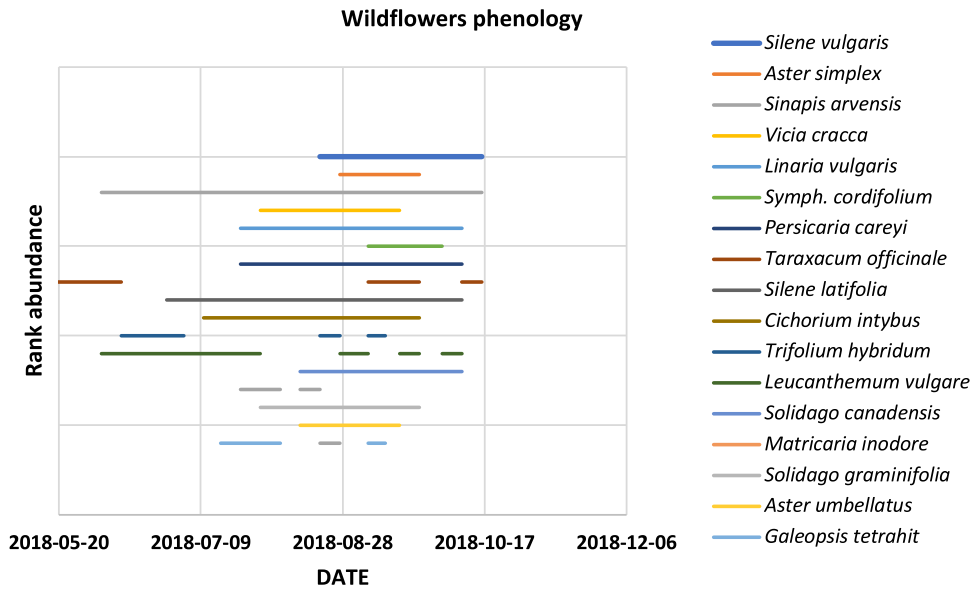 Wildflowers phenology
Silene vulgaris
Aster simplex
Sinapis arvensis
Vicia cracca
Linaria vulgaris
Symph. cordifolium
Persicaria careyi
Taraxacum officinale
Silene latifolia
Cichorium intybus
Trifolium hybridum
Leucanthemum vulgare
Solidago canadensis
Matricaria inodore
Solidago graminifolia
Aster umbellatus
Galeopsis tetrahit
Rank abundance
2018-05-20 2018-07-09 2018-08-28 2018-10-17 2018-12-06
DATE